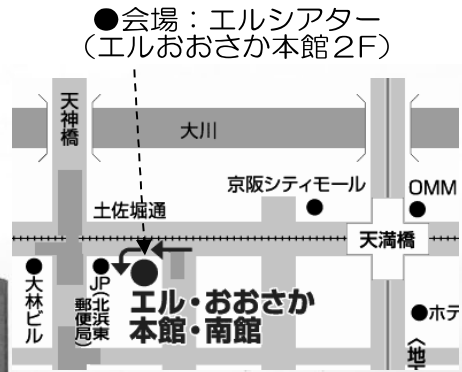 ●会場：エルシアター
（エルおおさか本館２F）
天神橋
大川
京阪シティモール
OMM
土佐堀通
天満橋
大林ビル
JP(北浜東
郵便局)
エル・おおさか
本館・南館
ホテ
〈地